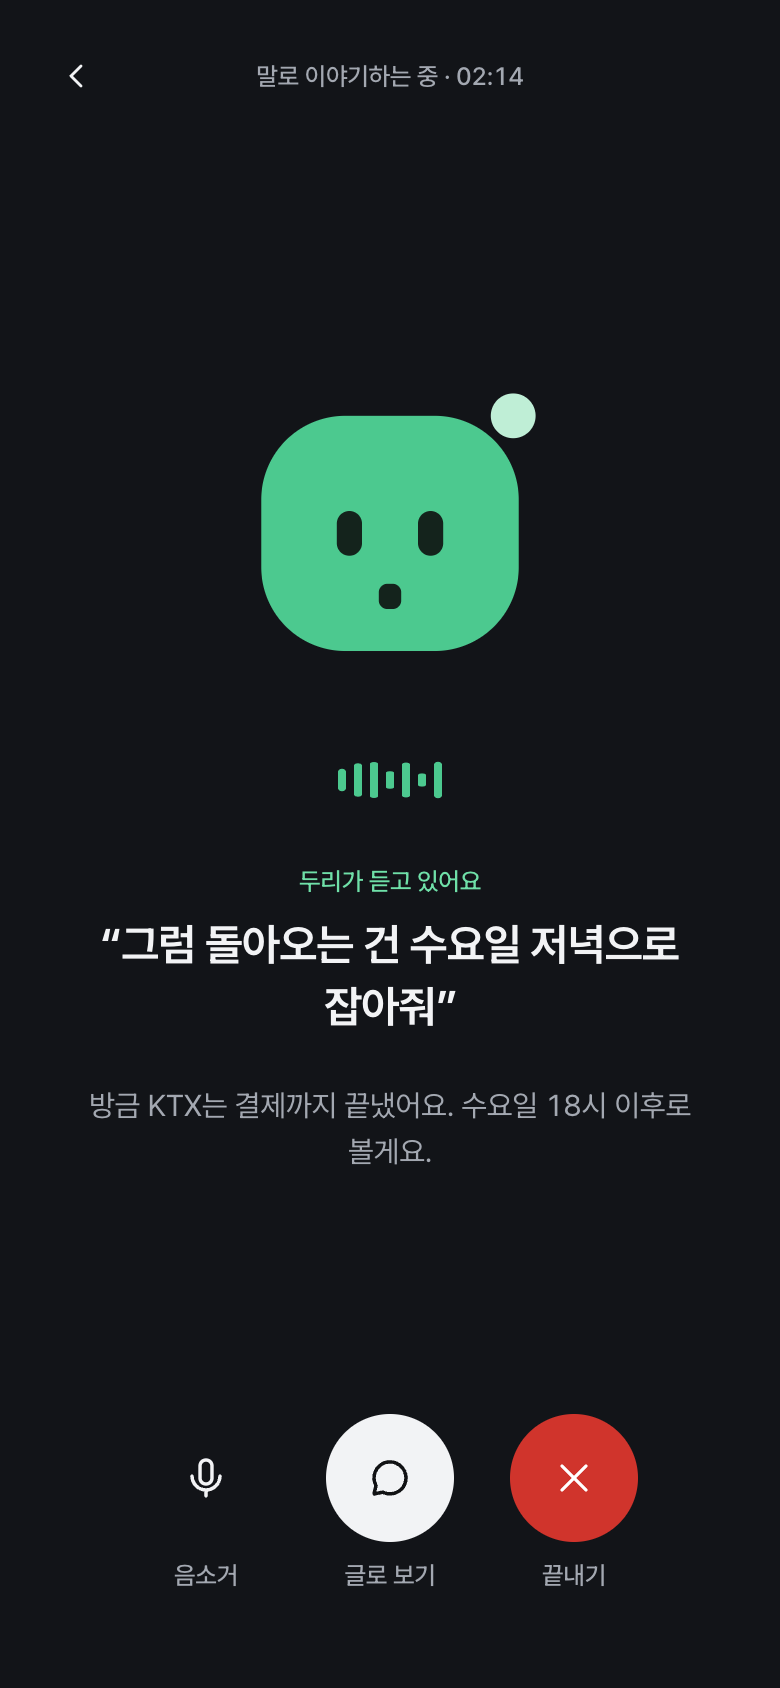 말로 이야기하는 중 · 02:14
두리가 듣고 있어요
“그럼 돌아오는 건 수요일 저녁으로
잡아줘”
방금 KTX는 결제까지 끝냈어요. 수요일 18시 이후로
볼게요.
음소거
글로 보기
끝내기